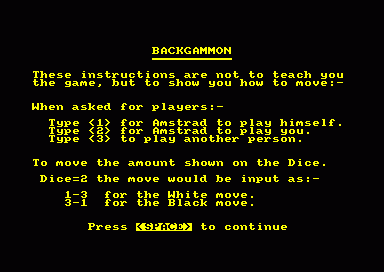 BACKGAMMON
These instructions are not to teach you
the game, but to show you how to move:-
When asked for players:-
Type <1> for Amstrad to play himself.
Type <2> for Amstrad to play you.
Type <3> to play another person.
To move the amount shown on the Dice.
Dice=2 the move would be input as:-
1-3 for the White move.
3-1 for the Black move.
Press <SPACE> to continue